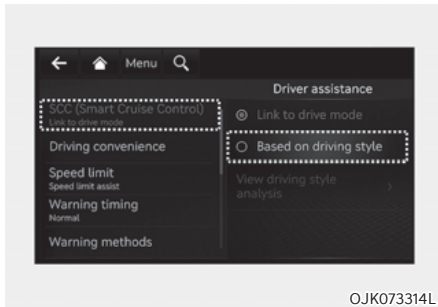 Menu
Driver assistance
SCC (Smart Cruise Control)
Link to drive mode
Driving convenience
Speed limit
Speed limit assist
Warning timing
Normal
Warning methods
Link to drive mode
Based on driving style
View driving style
analysis
OJK073314L